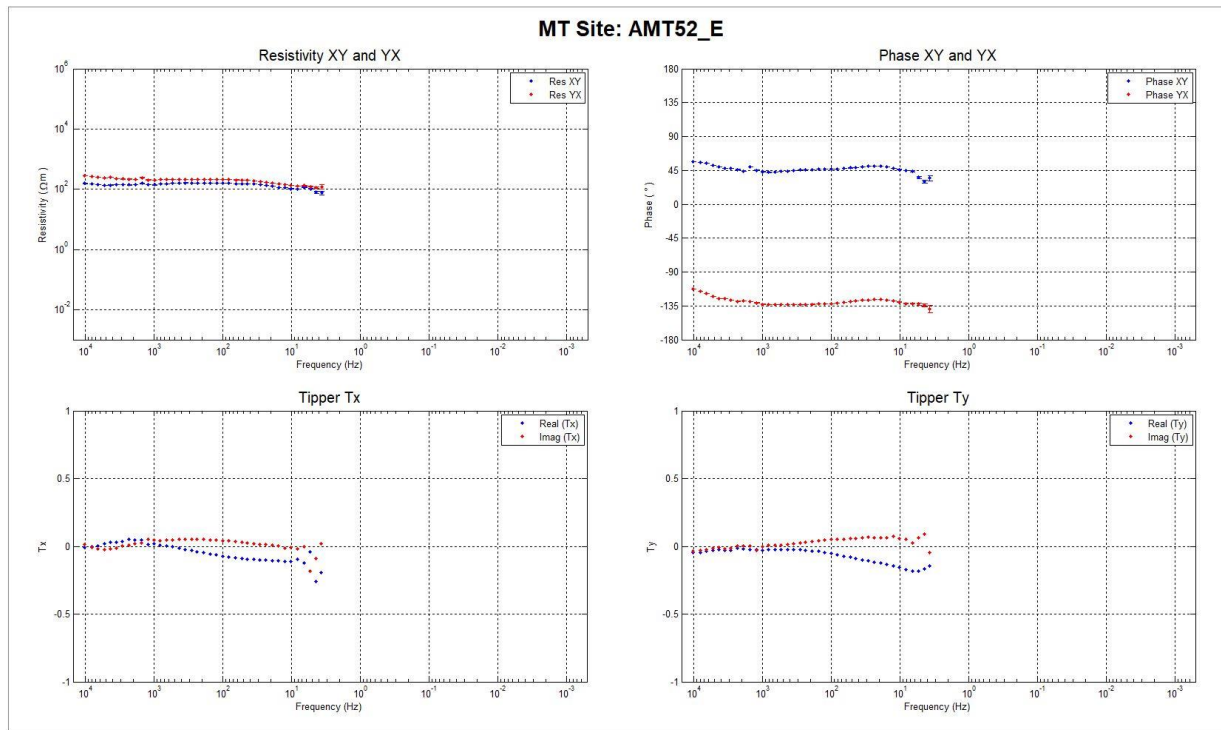 MT Site: AMT52_E
Resistivity XY and YX
Resistivity (Ωm)
10^6
10^4
10^2
10^0
10^-2
Res XY
Res YX
10^4 10^3 10^2 10^1 10^0 10^-1 10^-2 10^-3
Frequency (Hz)
Phase XY and YX
Phase (°)
180
135
90
45
0
-45
-90
-135
-180
Phase XY
Phase YX
10^4 10^3 10^2 10^1 10^0 10^-1 10^-2 10^-3
Frequency (Hz)
Tipper Tx
Tx
1
0.5
0
-0.5
-1
Real (Tx)
Imag (Tx)
10^4 10^3 10^2 10^1 10^0 10^-1 10^-2 10^-3
Frequency (Hz)
Tipper Ty
Ty
1
0.5
0
-0.5
-1
Real (Ty)
Imag (Ty)
10^4 10^3 10^2 10^1 10^0 10^-1 10^-2 10^-3
Frequency (Hz)